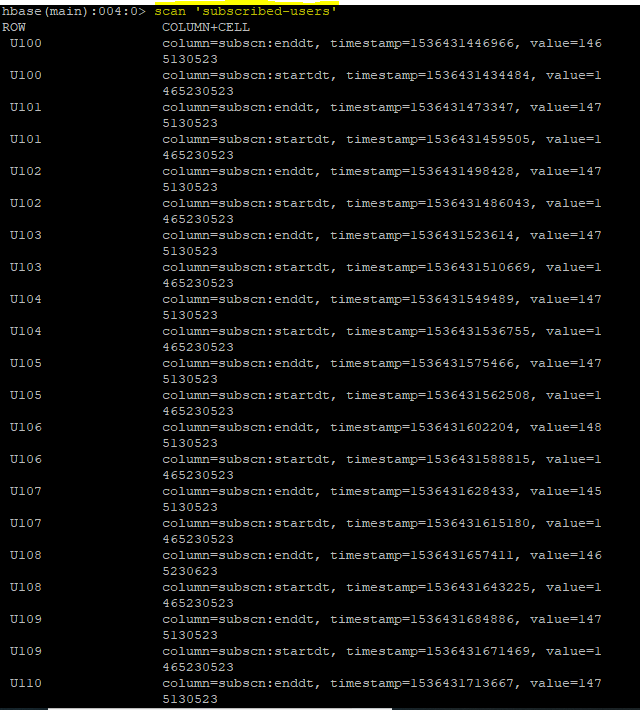 hbase(main):004:0> scan 'subscribed-users'
ROW COLUMN+CELL
U100 column=subscn:enddt, timestamp=1536431446966, value=146
5130523
U100 column=subscn:startdt, timestamp=1536431434484, value=1
465230523
U101 column=subscn:enddt, timestamp=1536431473347, value=147
5130523
U101 column=subscn:startdt, timestamp=1536431459505, value=1
465230523
U102 column=subscn:enddt, timestamp=1536431498428, value=147
5130523
U102 column=subscn:startdt, timestamp=1536431486043, value=1
465230523
U103 column=subscn:enddt, timestamp=1536431523614, value=147
5130523
U103 column=subscn:startdt, timestamp=1536431510669, value=1
465230523
U104 column=subscn:enddt, timestamp=1536431549489, value=147
5130523
U104 column=subscn:startdt, timestamp=1536431536755, value=1
465230523
U105 column=subscn:enddt, timestamp=1536431575466, value=147
5130523
U105 column=subscn:startdt, timestamp=1536431562508, value=1
465230523
U106 column=subscn:enddt, timestamp=1536431602204, value=148
5130523
U106 column=subscn:startdt, timestamp=1536431588815, value=1
465230523
U107 column=subscn:enddt, timestamp=1536431628433, value=145
5130523
U107 column=subscn:startdt, timestamp=1536431615180, value=1
465230523
U108 column=subscn:enddt, timestamp=1536431657411, value=146
5230623
U108 column=subscn:startdt, timestamp=1536431643225, value=1
465230523
U109 column=subscn:enddt, timestamp=1536431684886, value=147
5130523
U109 column=subscn:startdt, timestamp=1536431671469, value=1
465230523
U110 column=subscn:enddt, timestamp=1536431713667, value=147
5130523